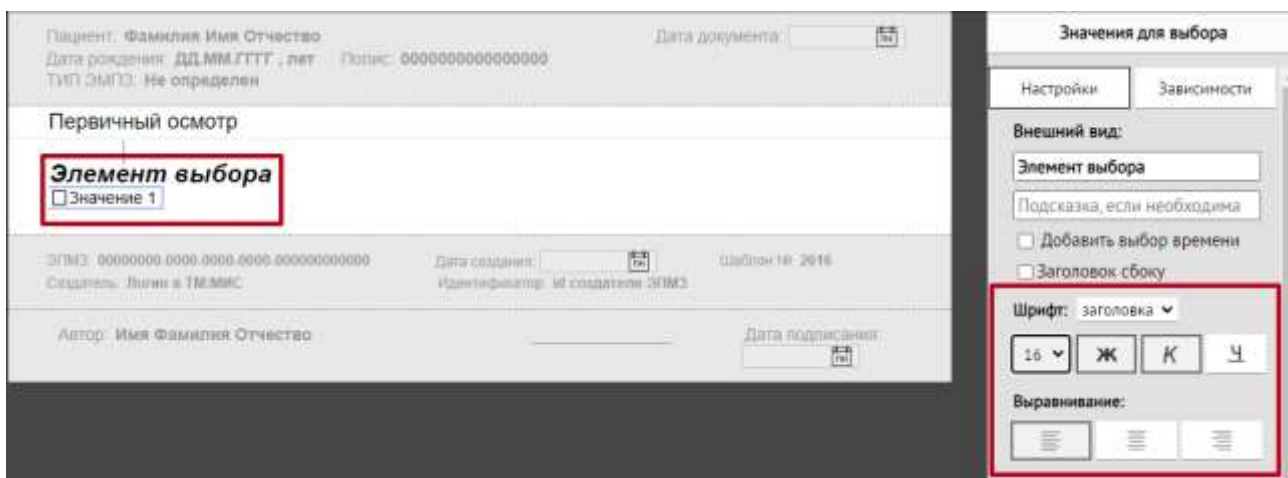 Пациент: Фамилия Имя Отчество
Дата документа:
Дата рождения: ДД.ММ.ГГГГ , лет
Полис: 0000000000000000
ТИП ЭМПЗ: Не определен
Первичный осмотр
Элемент выбора
Значение 1
ЭПМЗ: 00000000-0000-0000-0000-000000000000
Дата создания:
Шаблон №: 2616
Создатель: Логин в ТМ:МИС
Идентификатор: id создателя ЭПМЗ
Автор: Имя Фамилия Отчество
Дата подписания:
Значения для выбора
Настройки
Зависимости
Внешний вид:
Элемент выбора
Подсказка, если необходима
Добавить выбор времени
Заголовок сбоку
Шрифт: заголовка
16 Ж К Ч
Выравнивание: